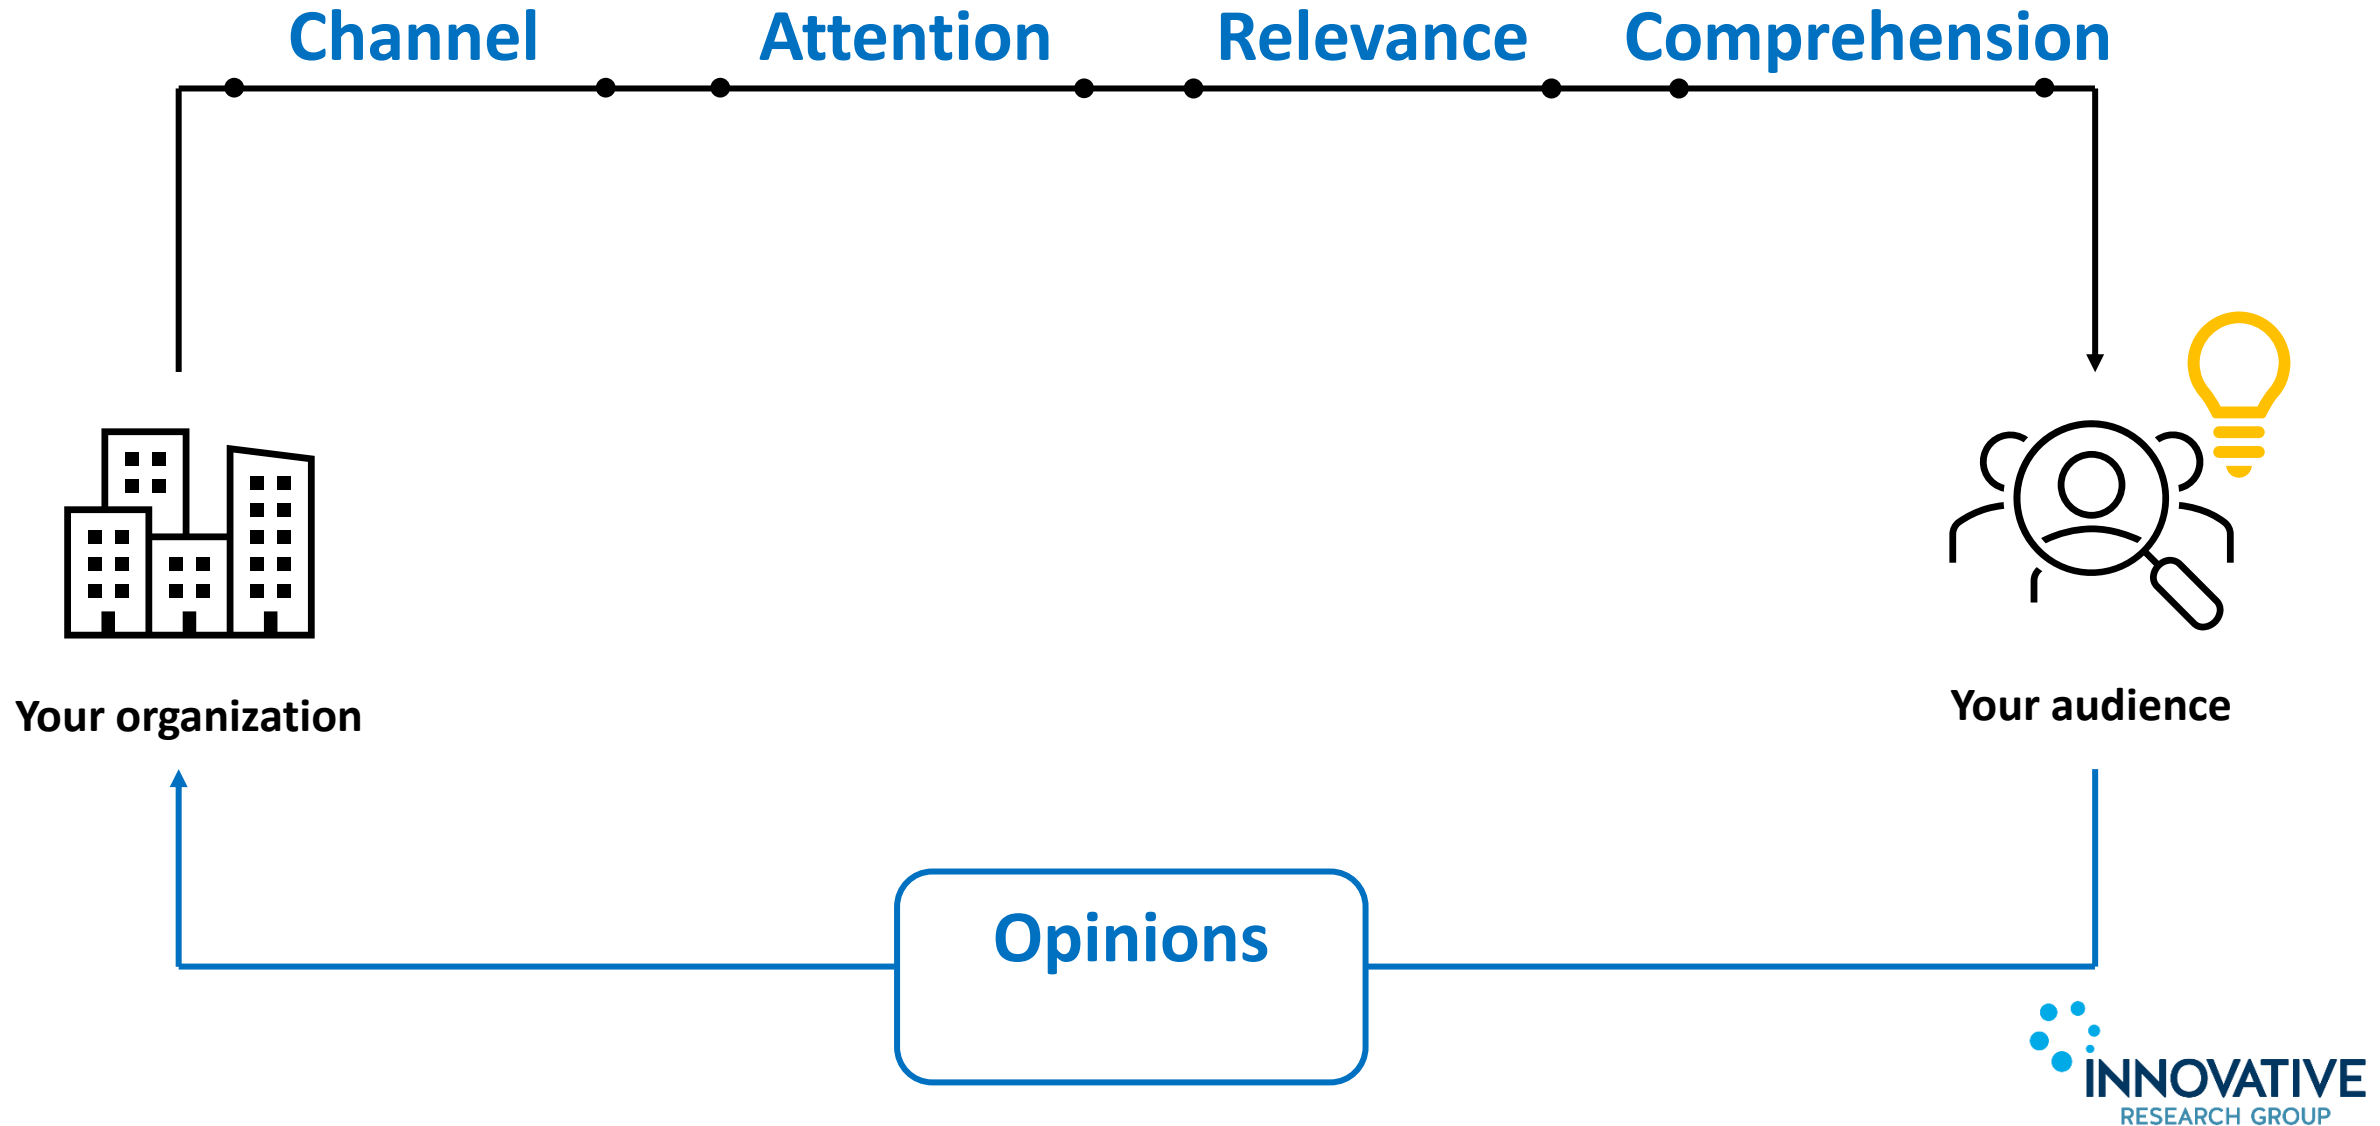 Channel
Attention
Relevance
Comprehension
Your organization
Your audience
Opinions
INNOVATIVE
RESEARCH GROUP